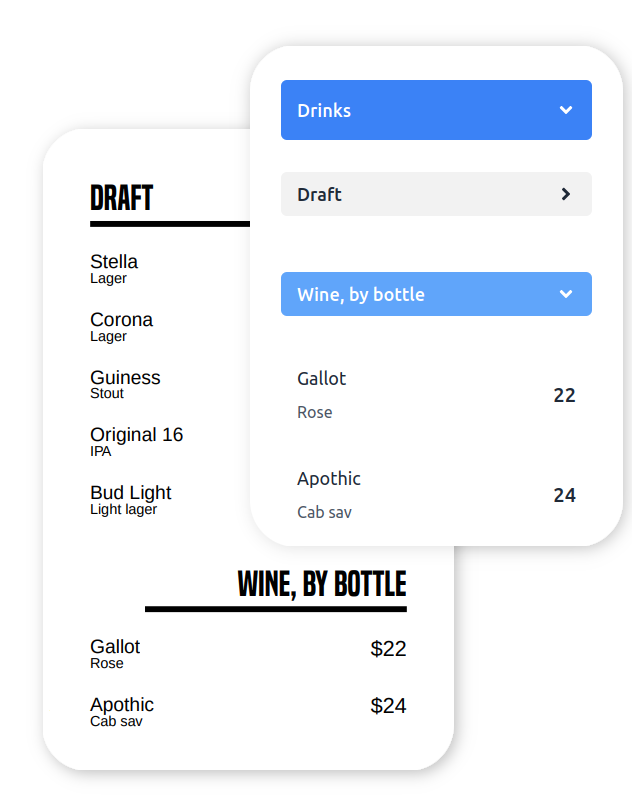 Drinks
Draft
Wine, by bottle
Gallot
Rose
22
Apothic
Cab sav
24
DRAFT
Stella
Lager
Corona
Lager
Guiness
Stout
Original 16
IPA
Bud Light
Light lager
WINE, BY BOTTLE
Gallot
Rose
$22
Apothic
Cab sav
$24